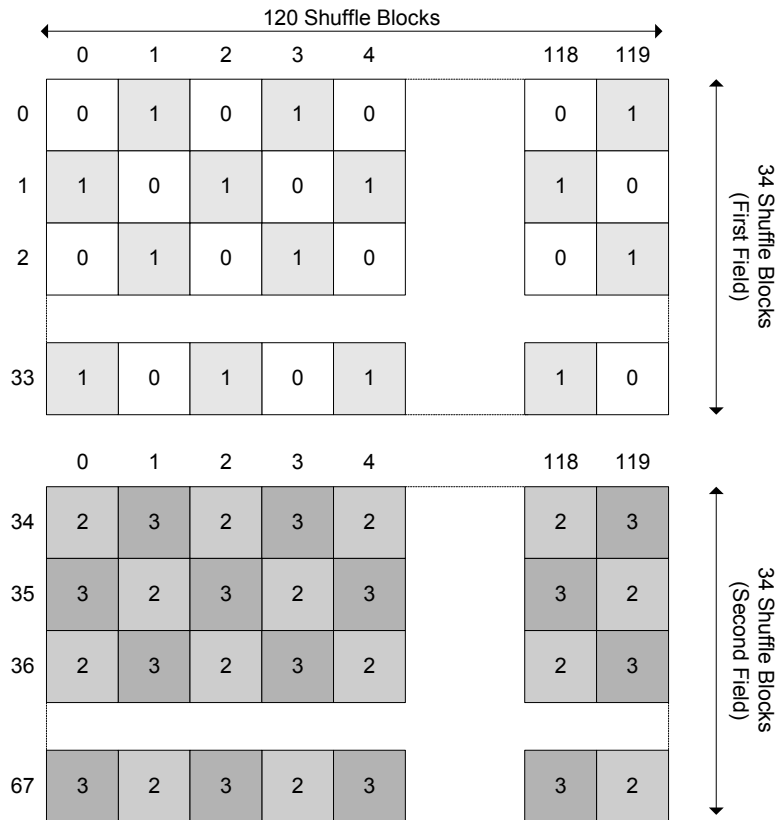 120 Shuffle Blocks
0 1 2 3 4 118 119
0 0 1 0 1 0 0 1
1 1 0 1 0 1 1 0
2 0 1 0 1 0 0 1
33 1 0 1 0 1 1 0
34 Shuffle Blocks
(First Field)
0 1 2 3 4 118 119
34 2 3 2 3 2 2 3
35 3 2 3 2 3 3 2
36 2 3 2 3 2 2 3
67 3 2 3 2 3 3 2
34 Shuffle Blocks
(Second Field)